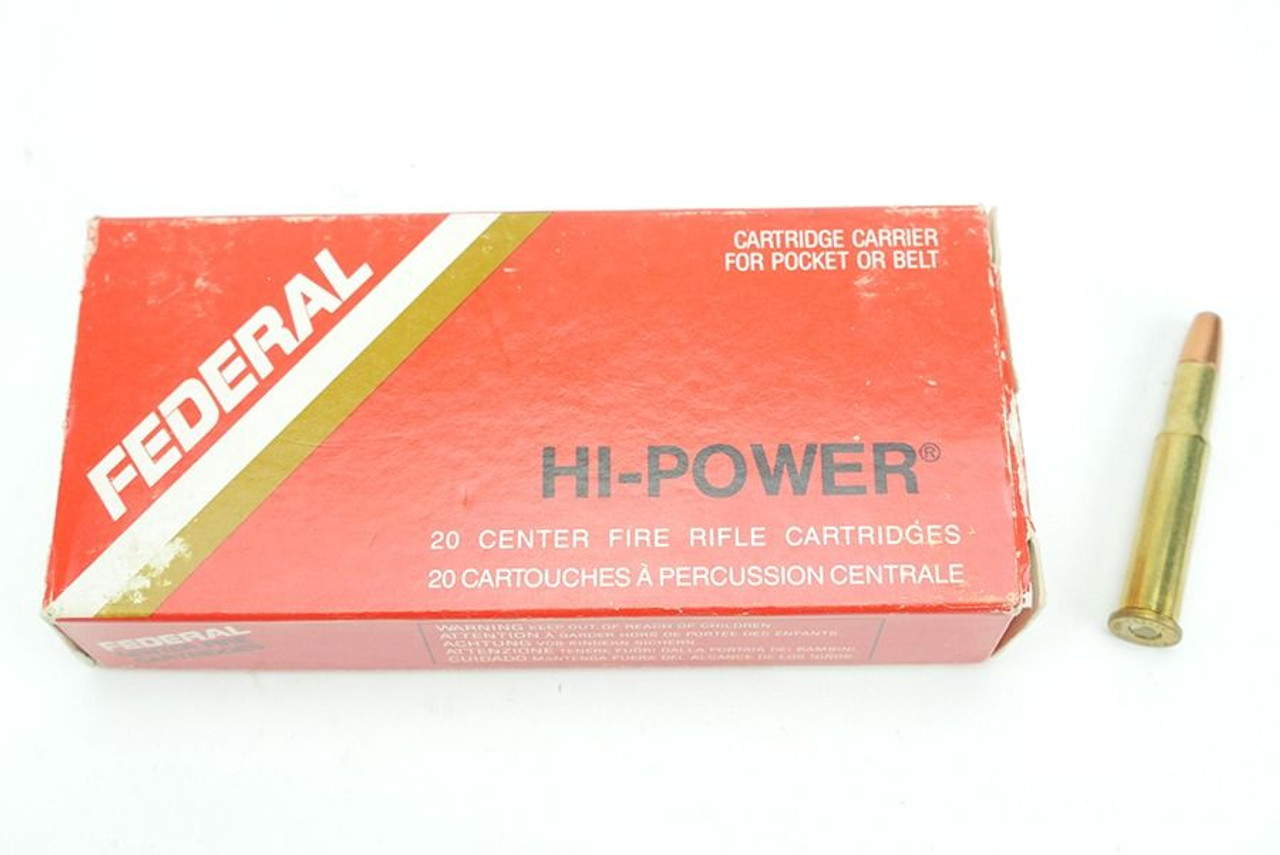 FEDERAL
CARTRIDGE CARRIER
FOR POCKET OR BELT
HI-POWER®
20 CENTER FIRE RIFLE CARTRIDGES
20 CARTOUCHES À PERCUSSION CENTRALE
FEDERAL
CARTRIDGES
WARNING KEEP OUT OF REACH OF CHILDREN
ATTENTION À GARDER HORS DE PORTÉE DES ENFANTS
ACHTUNG VOR KINDERN SICHERN
ATTENZIONE TENERE FUORI DALLA PORTATA DEI BAMBINI
CUIDADO MANTENGA FUERA DEL ALCANCE DE LOS NIÑOS